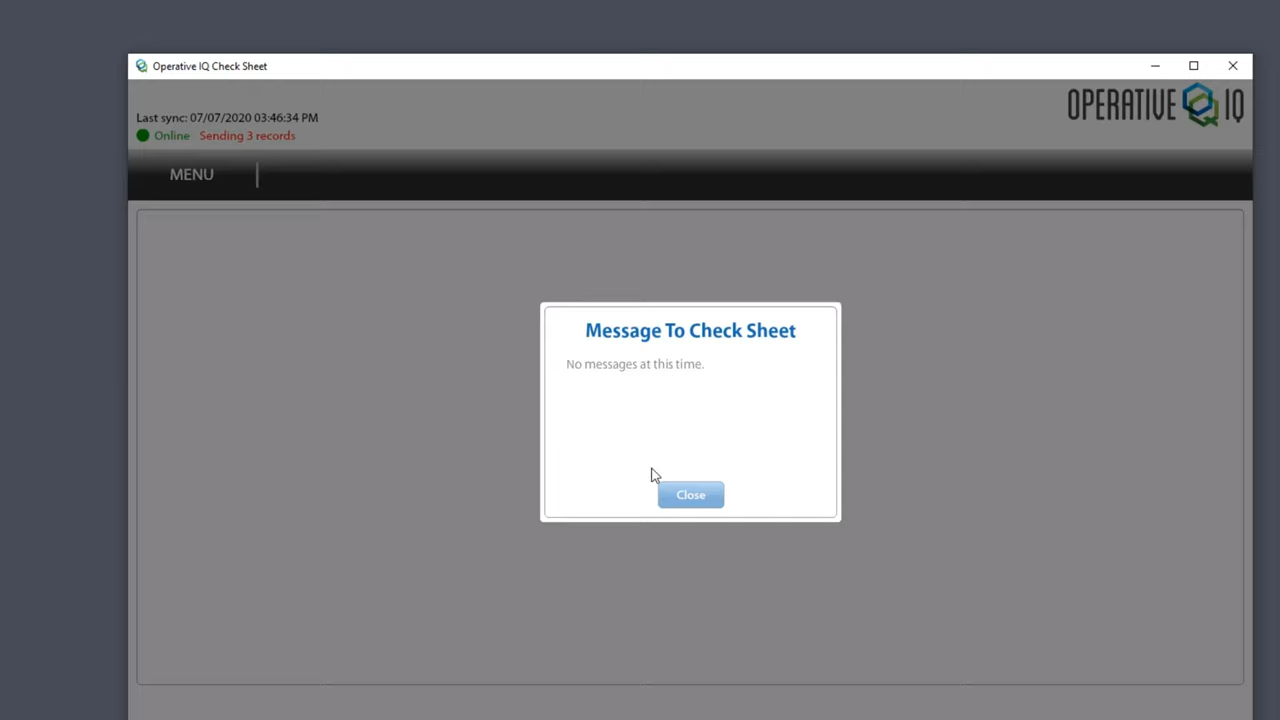 Operative IQ Check Sheet
Last sync: 07/07/2020 03:46:34 PM
OPERATIVE IQ
Online Sending 3 records
MENU
Message To Check Sheet
No messages at this time.
Close